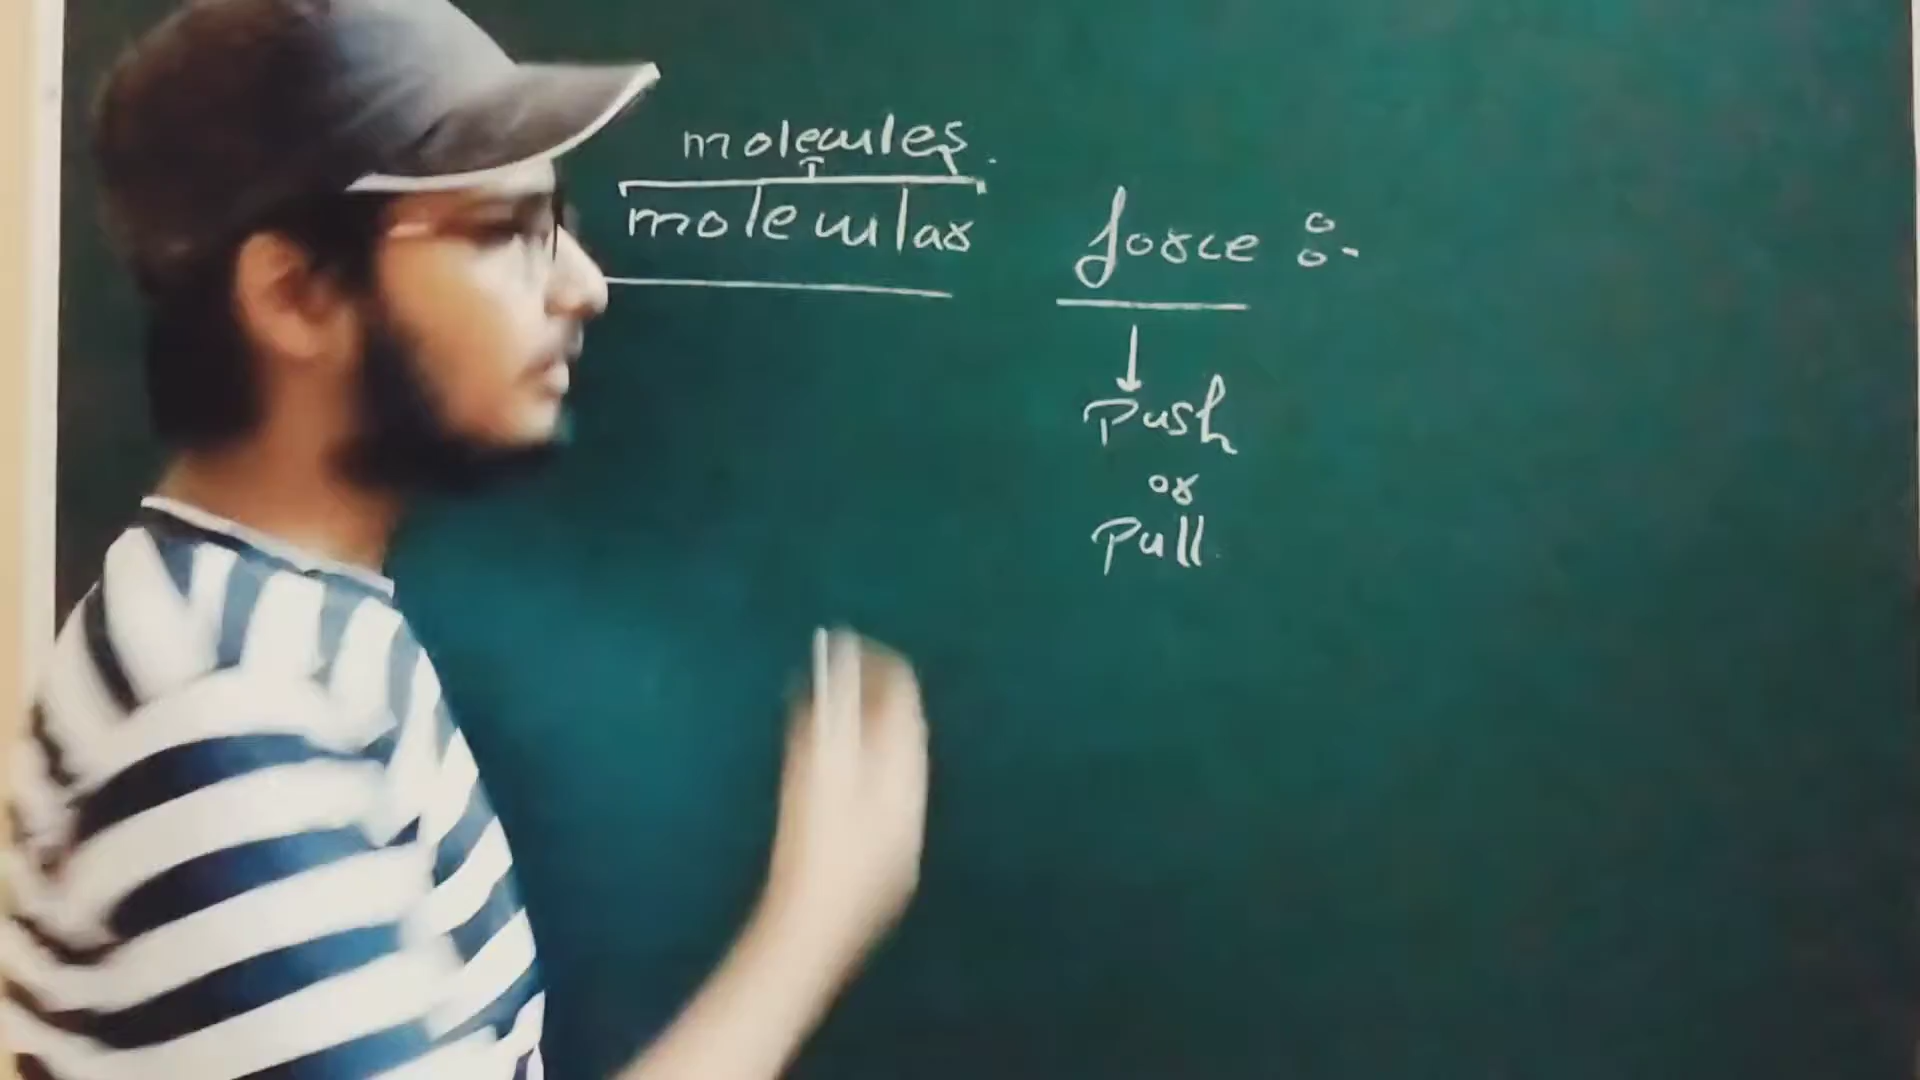 molecules.
molecular force :-
Push
or
Pull.